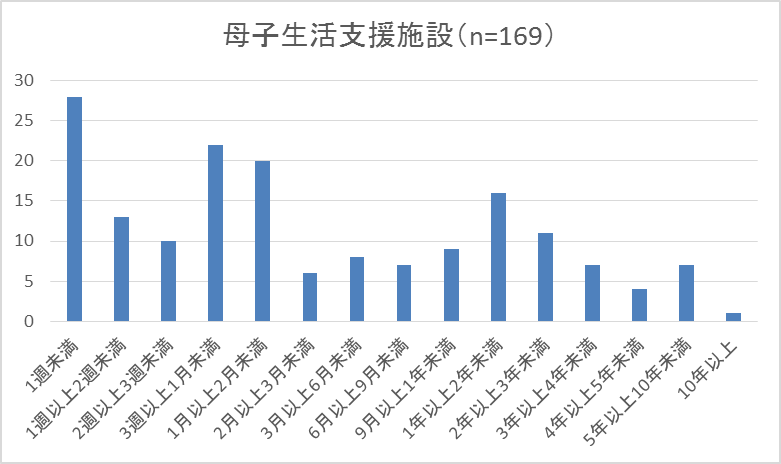 母子生活支援施設（n=169）
30
25
20
15
10
5
0
1週未満
1週以上2週未満
2週以上3週未満
3週以上1月未満
1月以上2月未満
2月以上3月未満
3月以上6月未満
6月以上9月未満
9月以上1年未満
1年以上2年未満
2年以上3年未満
3年以上4年未満
4年以上5年未満
5年以上10年未満
10年以上